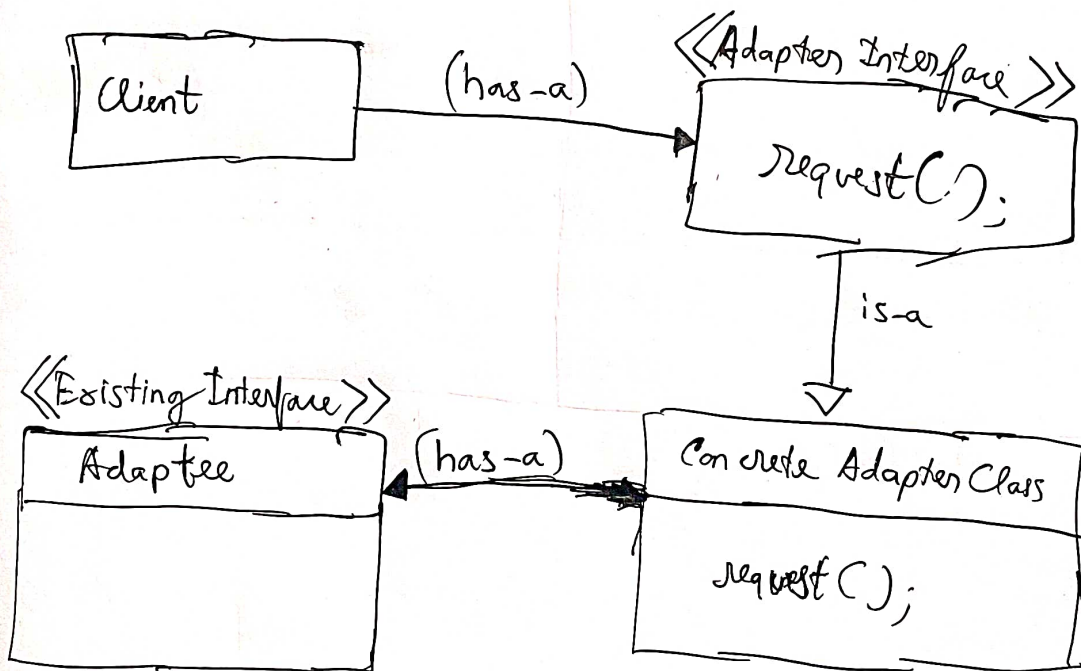 Client
(has-a)
<<Adapter Interface>>
request();
is-a
<<Existing Interface>>
Adaptee
(has-a)
Concrete Adapter Class
request();